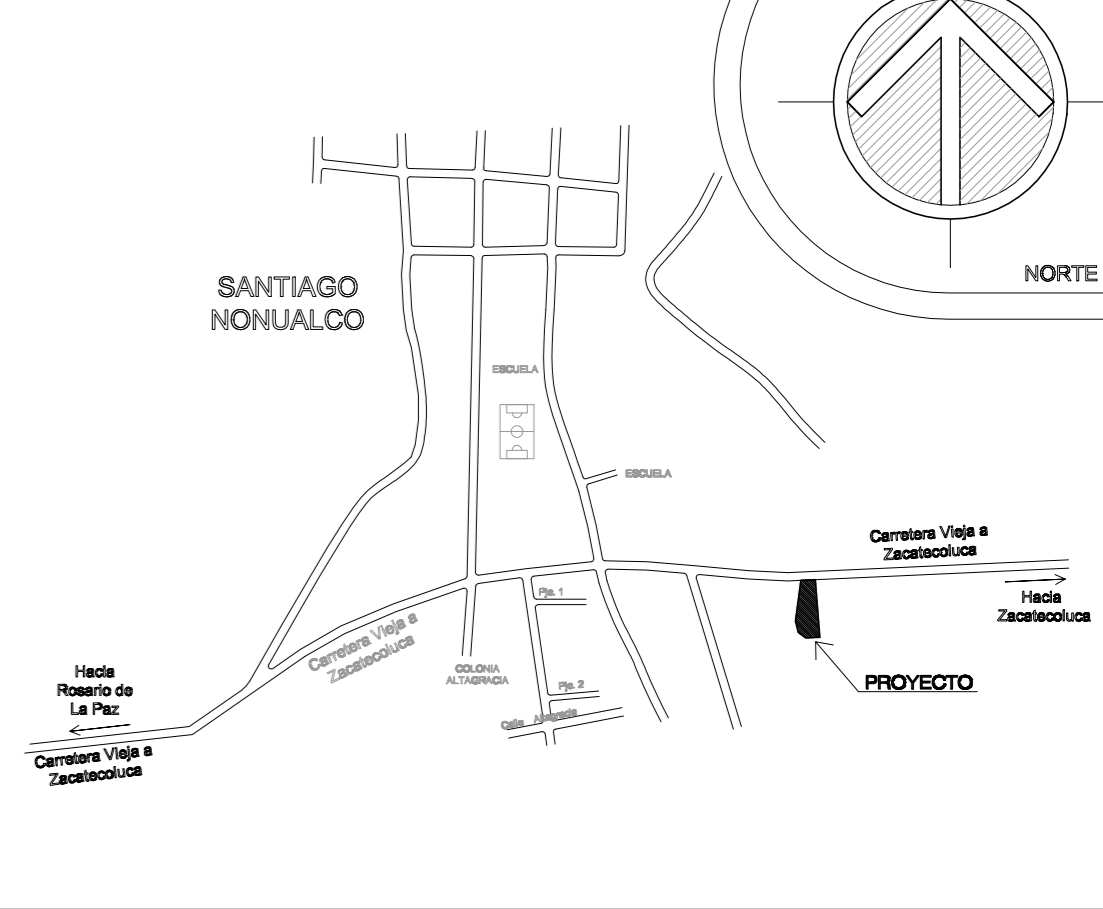 NORTE
SANTIAGO
NONUALCO
ESCUELA
ESCUELA
Carretera Vieja a
Zacatecoluca
Hacia
Zacatecoluca
Pje. 1
Carretera Vieja a
Zacatecoluca
COLONIA
ALTAGRACIA
PROYECTO
Hacia
Rosario de
La Paz
Pje. 2
Calle Altagracia
Carretera Vieja a
Zacatecoluca